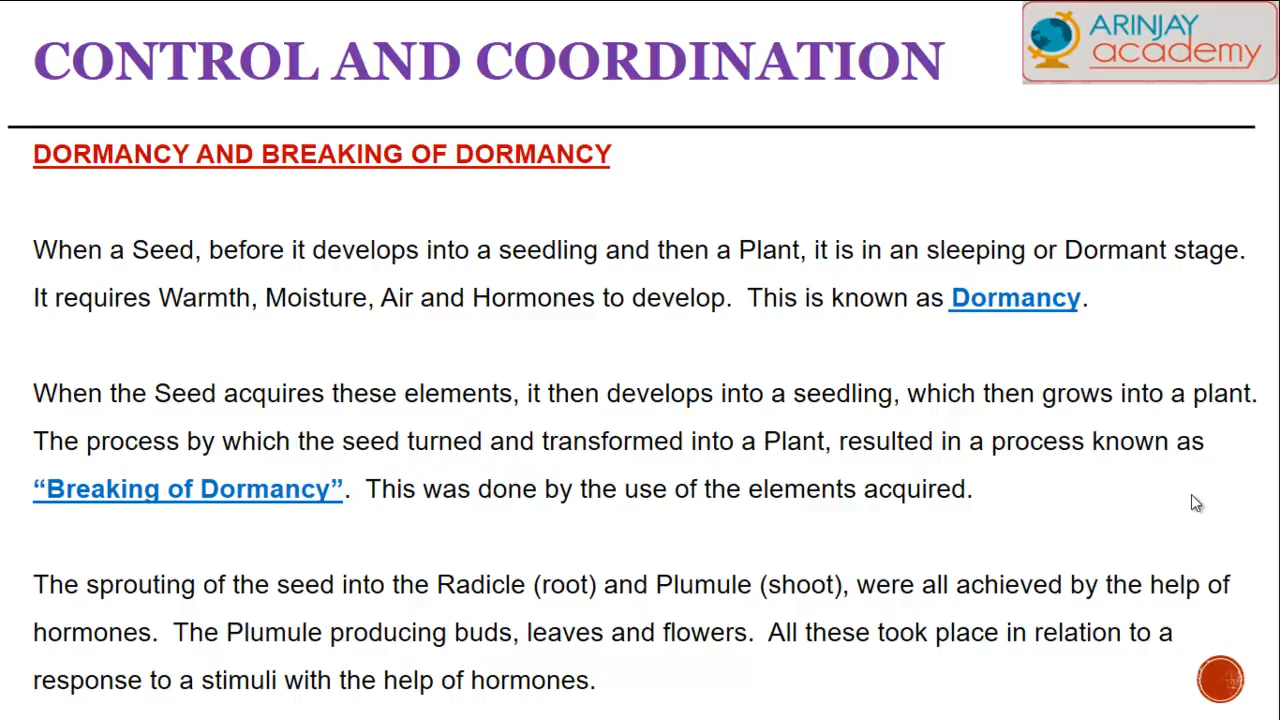 CONTROL AND COORDINATION
ARINJAY
academy
DORMANCY AND BREAKING OF DORMANCY
When a Seed, before it develops into a seedling and then a Plant, it is in an sleeping or Dormant stage.
It requires Warmth, Moisture, Air and Hormones to develop.  This is known as Dormancy.
When the Seed acquires these elements, it then develops into a seedling, which then grows into a plant.
The process by which the seed turned and transformed into a Plant, resulted in a process known as
“Breaking of Dormancy”.  This was done by the use of the elements acquired.
The sprouting of the seed into the Radicle (root) and Plumule (shoot), were all achieved by the help of
hormones.  The Plumule producing buds, leaves and flowers.  All these took place in relation to a
response to a stimuli with the help of hormones.